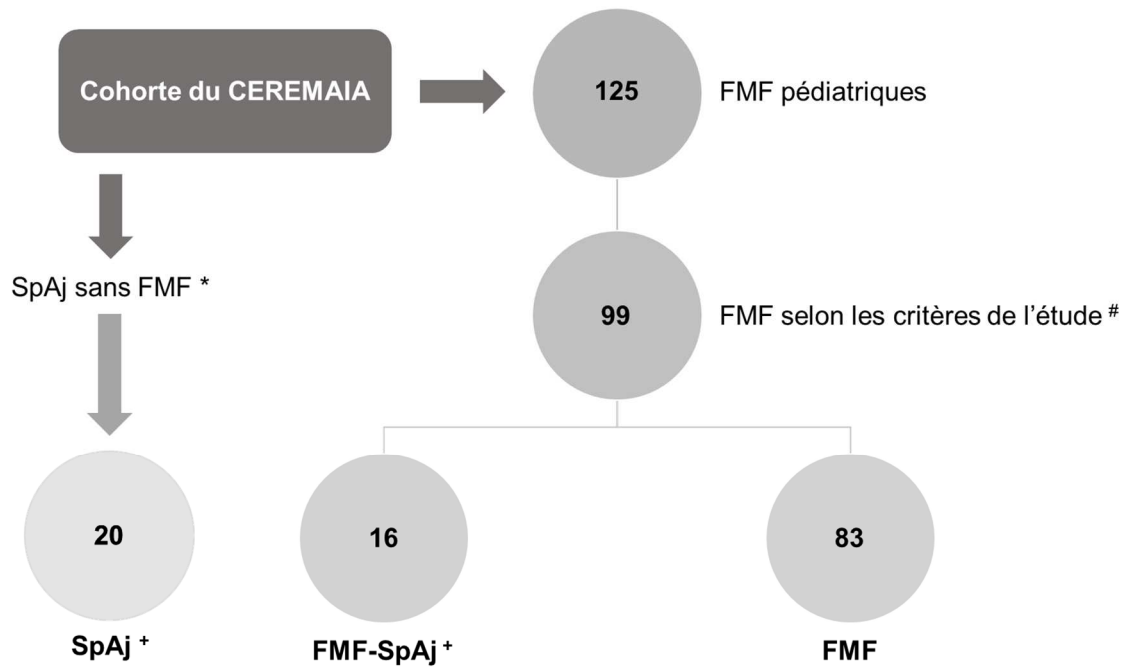 Cohorte du CEREMAIA
125
FMF pédiatriques
SpAj sans FMF *
99
FMF selon les critères de l'étude #
20
16
83
SpAj +
FMF-SpAj +
FMF